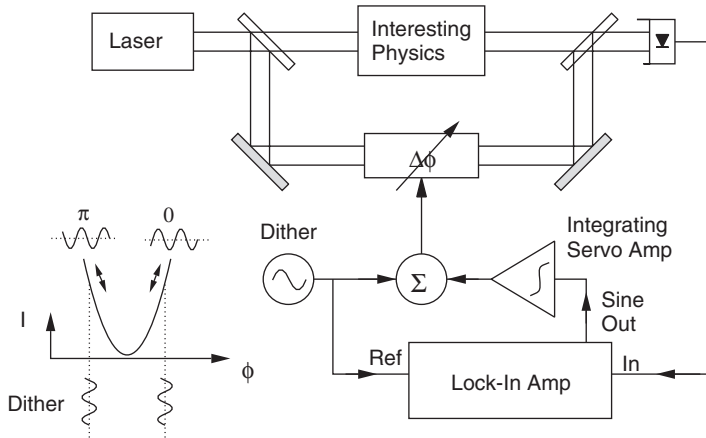 Laser
Interesting
Physics
Δϕ
π
0
Dither
Integrating
Servo Amp
Σ
Sine
Out
I
ϕ
Ref
In
Lock-In Amp
Dither